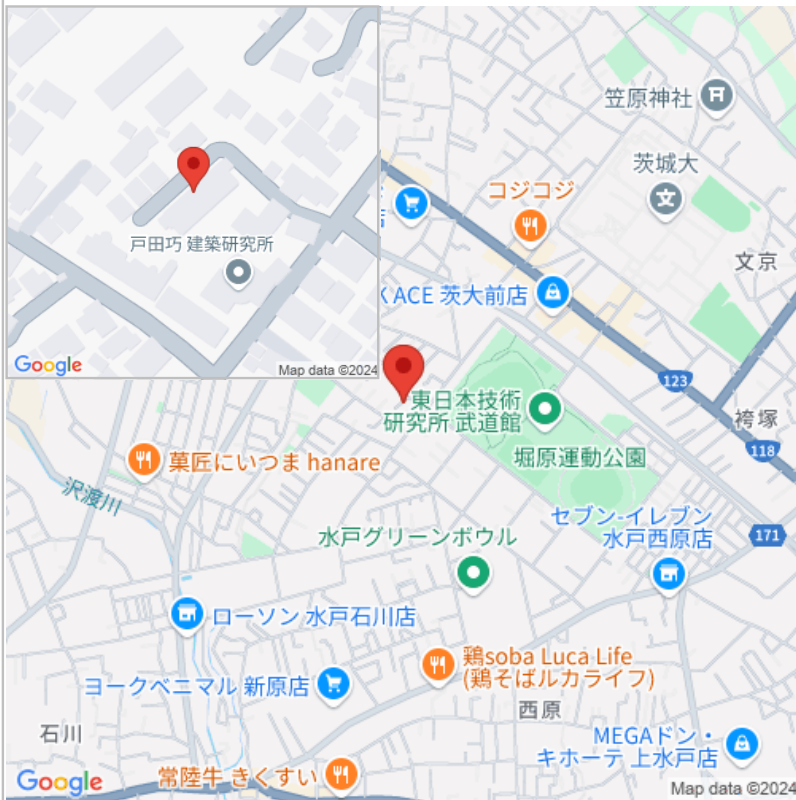 戸田巧 建築研究所
Google
Map data ©2024
笠原神社
茨城大
コジコジ
店
ACE 茨大前店
文京
123
東日本技術
研究所 武道館
袴塚
118
堀原運動公園
菓匠にいつま hanare
沢渡川
セブン-イレブン
水戸西原店
171
水戸グリーンボウル
ローソン 水戸石川店
鶏soba Luca Life
(鶏そばルカライフ)
ヨークベニマル 新原店
西原
石川
MEGAドン・
キホーテ 上水戸店
常陸牛 きくすい
Google
Map data ©2024